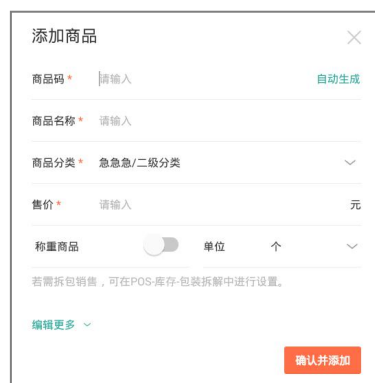 添加商品
商品码 * 请输入 自动生成
商品名称 * 请输入
商品分类 * 急急急/二级分类
售价 * 请输入 元
称重商品 单位 个
若需拆包销售，可在POS-库存-包装拆解中进行设置。
编辑更多
确认并添加